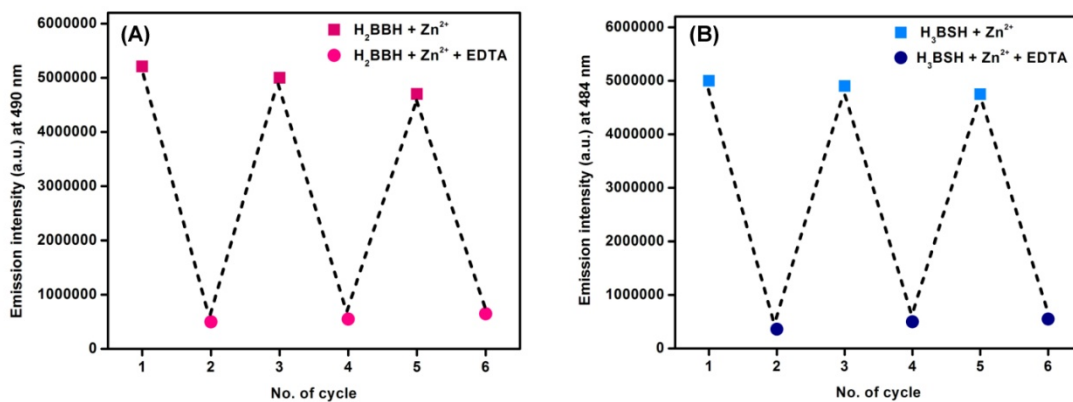 (A)
H₂BBH + Zn²⁺
H₂BBH + Zn²⁺ + EDTA
Emission intensity (a.u.) at 490 nm
6000000
5000000
4000000
3000000
2000000
1000000
0
1 2 3 4 5 6
No. of cycle
(B)
H₃BSH + Zn²⁺
H₃BSH + Zn²⁺ + EDTA
Emission intensity (a.u.) at 484 nm
6000000
5000000
4000000
3000000
2000000
1000000
0
1 2 3 4 5 6
No. of cycle